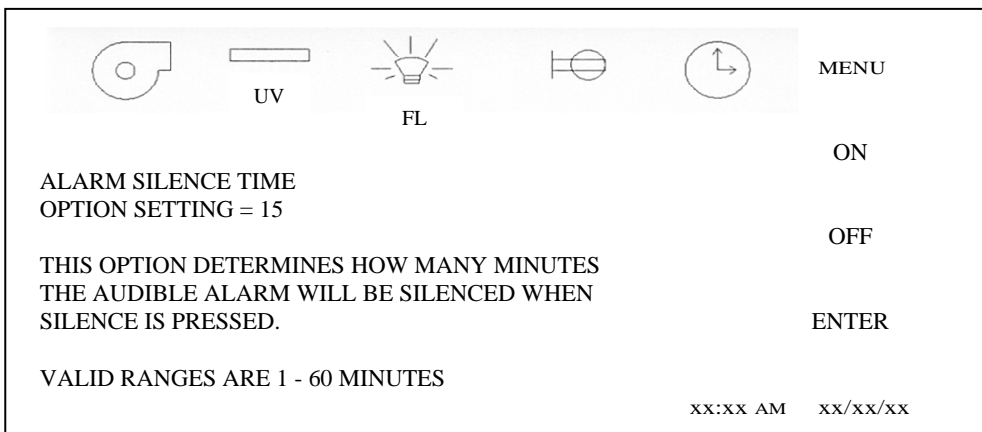 MENU
UV
FL
ON
ALARM SILENCE TIME
OPTION SETTING = 15
OFF
THIS OPTION DETERMINES HOW MANY MINUTES
THE AUDIBLE ALARM WILL BE SILENCED WHEN
SILENCE IS PRESSED.
ENTER
VALID RANGES ARE 1 - 60 MINUTES
xx:xx AM xx/xx/xx